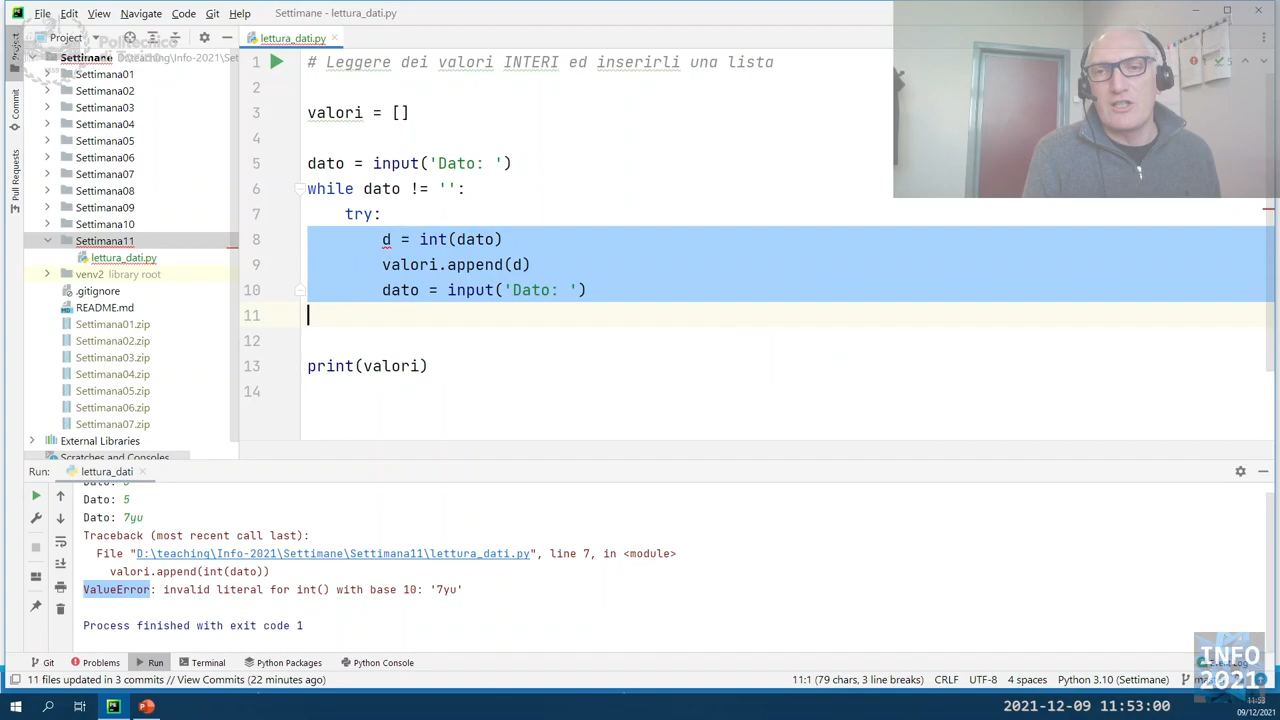 File Edit View Navigate Code Git Help Settimane - lettura_dati.py
Project
lettura_dati.py
Settimane D:\teaching\Info-2021\Set
Settimana01
Settimana02
Settimana03
Settimana04
Settimana05
Settimana06
Settimana07
Settimana08
Settimana09
Settimana10
Settimana11
lettura_dati.py
venv2 library root
.gitignore
README.md
Settimana01.zip
Settimana02.zip
Settimana03.zip
Settimana04.zip
Settimana05.zip
Settimana06.zip
Settimana07.zip
External Libraries
Scratches and Consoles
Project
Commit
Pull Requests
1 # Leggere dei valori INTERI ed inserirli una lista
2
3 valori = []
4
5 dato = input('Dato: ')
6 while dato != '':
7 try:
8 d = int(dato)
9 valori.append(d)
10 dato = input('Dato: ')
11
12
13 print(valori)
14
Run: lettura_dati
Dato: 5
Dato: 7yu
Traceback (most recent call last):
File "D:\teaching\Info-2021\Settimane\Settimana11\lettura_dati.py", line 7, in <module>
valori.append(int(dato))
ValueError: invalid literal for int() with base 10: '7yu'
Process finished with exit code 1
Git Problems Run Terminal Python Packages Python Console
11 files updated in 3 commits // View Commits (22 minutes ago) 11:1 (79 chars, 3 line breaks) CRLF UTF-8 4 spaces Python 3.10 (Settimane)
INFO
2021
2021-12-09 11:53:00
11:53
09/12/2021